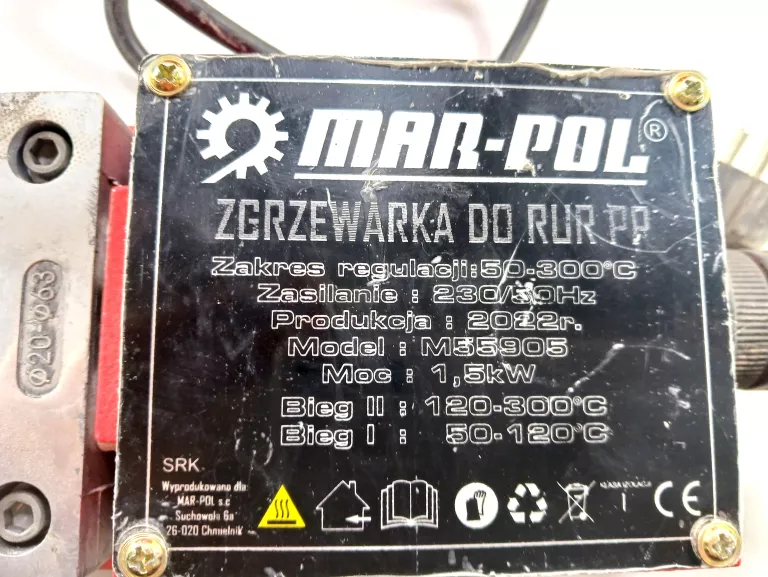 MAR-POL®
ZGRZEWARKA DO RUR PP
Zakres regulacji:50-300°C
Zasilanie : 230/50Hz
Produkcja : 2022r.
Model : M55905
Moc : 1,5kW
Bieg II : 120-300°C
Bieg I : 50-120°C
SRK
Wyprodukowano dla:
MAR-POL s.c
Suchowola 6a
26-020 Chmielnik
KLASA IZOLACJI
I
CE
Φ20-Φ63